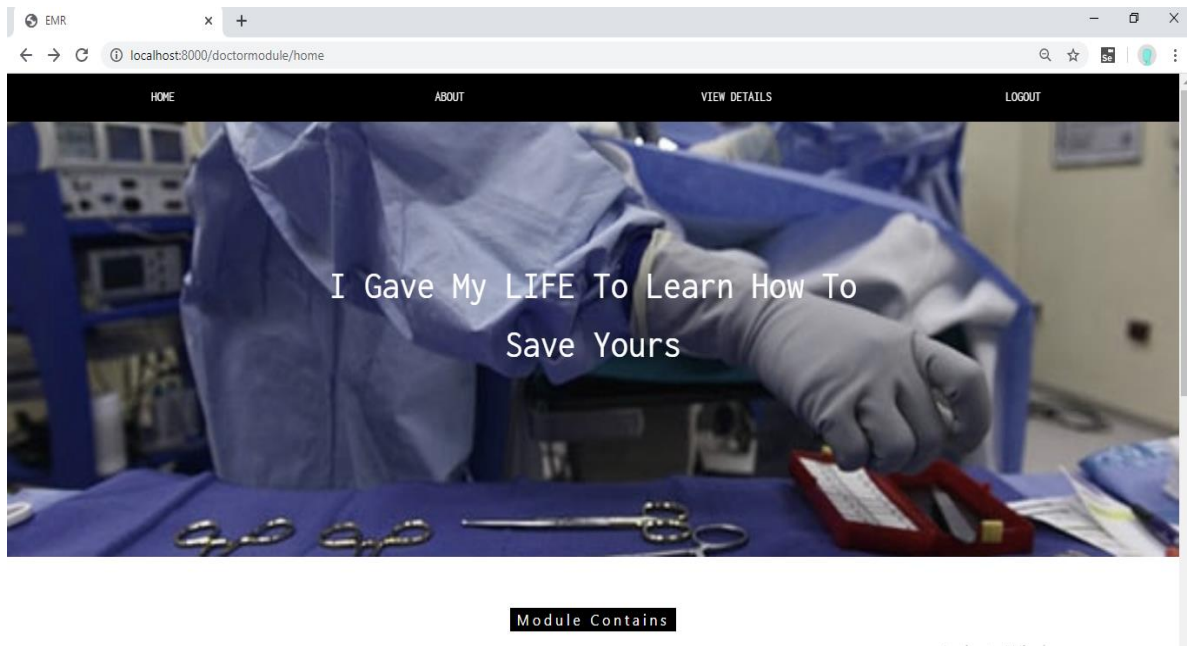 EMR
localhost:8000/doctormodule/home
Se
HOME ABOUT VIEW DETAILS LOGOUT
I Gave My LIFE To Learn How To
Save Yours
Module Contains